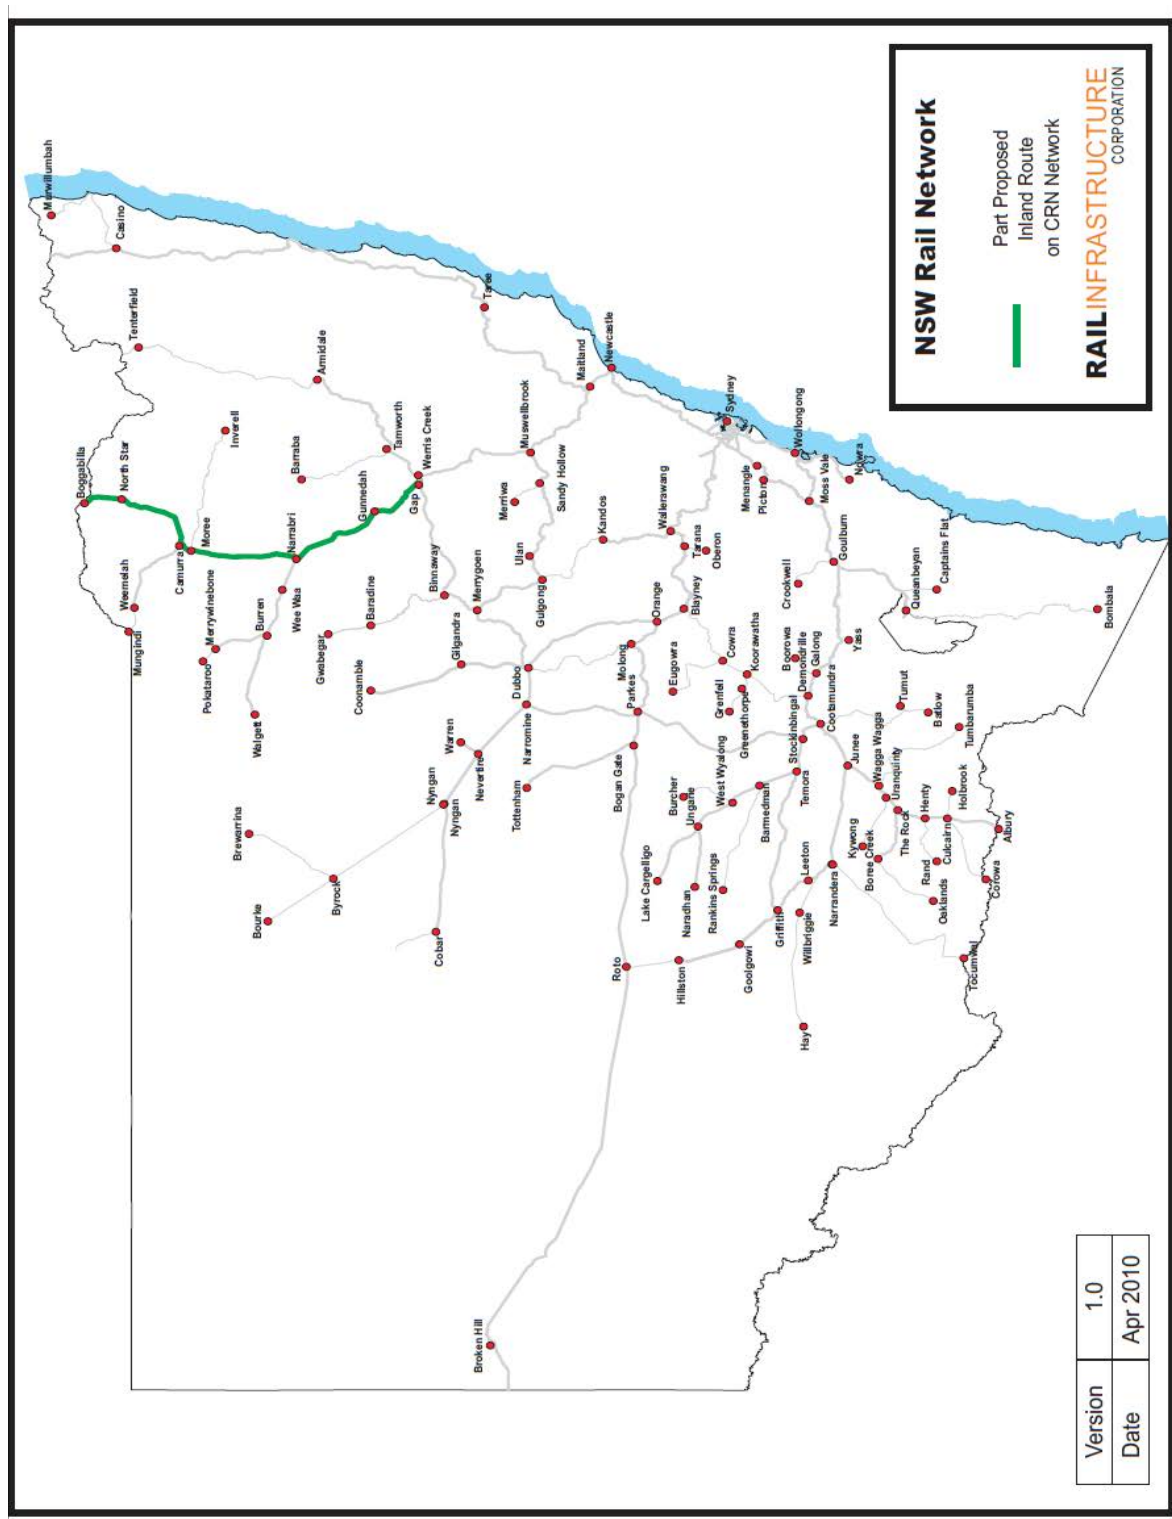 Murwillumbah
Casino
Tenterfield
Boggabilla
North Star
Mungindi
Weemelah
Camurra
Moree
Inverell
Pokataroo
Merrywinebone
Burren
Walgett
Wee Waa
Narrabri
Barraba
Armidale
Brewarrina
Bourke
Byrock
Gwabegar
Baradine
Coonamble
Gunnedah
Tamworth
Gap
Werris Creek
Binnaway
Gilgandra
Merrygoen
Nyngan
Nyngan
Cobar
Warren
Nevertire
Taree
Broken Hill
Merriwa
Muswellbrook
Sandy Hollow
Ulan
Gulgong
Dubbo
Narromine
Tottenham
Maitland
Newcastle
Kandos
Molong
Parkes
Orange
Bogan Gate
Roto
Wallerawang
Tarana
Oberon
Blayney
Eugowra
Cowra
Koorawatha
Grenfell
Greenethorpe
Lake Cargelligo
Burcher
Ungarie
Naradhan
West Wyalong
Rankins Springs
Barmedman
Hillston
Goolgowi
Sydney
Menangle
Picton
Wollongong
Moss Vale
Nowra
Crookwell
Goulburn
Boorowa
Demondrille
Galong
Yass
Stockinbingal
Cootamundra
Temora
Griffith
Leeton
Willbriggie
Hay
Narrandera
Junee
Wagga Wagga
Uranquinty
Kywong
Boree Creek
The Rock
Henty
Holbrook
Culcairn
Rand
Oaklands
Albury
Corowa
Tocumwal
Tumut
Batlow
Tumbarumba
Queanbeyan
Captains Flat
Bombala
NSW Rail Network
Part Proposed
Inland Route
on CRN Network
RAILINFRASTRUCTURE
CORPORATION
Version 1.0
Date Apr 2010